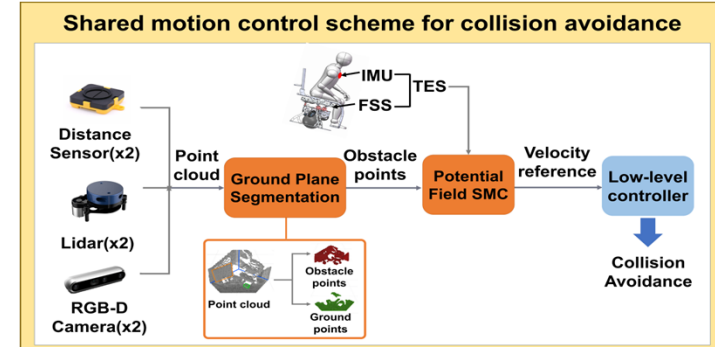 Shared motion control scheme for collision avoidance
IMU
TES
FSS
Distance
Sensor(x2)
Lidar(x2)
RGB-D
Camera(x2)
Point
cloud
Ground Plane
Segmentation
Obstacle
points
Potential
Field SMC
Velocity
reference
Low-level
controller
Collision
Avoidance
Point cloud
Obstacle
points
Ground
points